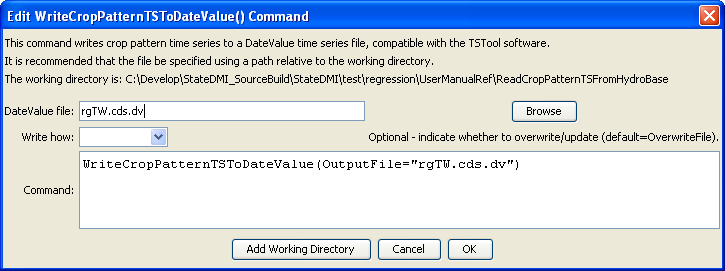 Edit WriteCropPatternTSToDateValue() Command
This command writes crop pattern time series to a DateValue time series file, compatible with the TSTool software.
It is recommended that the file be specified using a path relative to the working directory.
The working directory is: C:\Develop\StateDMI_SourceBuild\StateDMI\test\regression\UserManualRef\ReadCropPatternTSFromHydroBase
DateValue file: rgTW.cds.dv Browse
Write how: Optional - indicate whether to overwrite/update (default=OverwriteFile).
Command: WriteCropPatternTSToDateValue(OutputFile="rgTW.cds.dv")
Add Working Directory Cancel OK